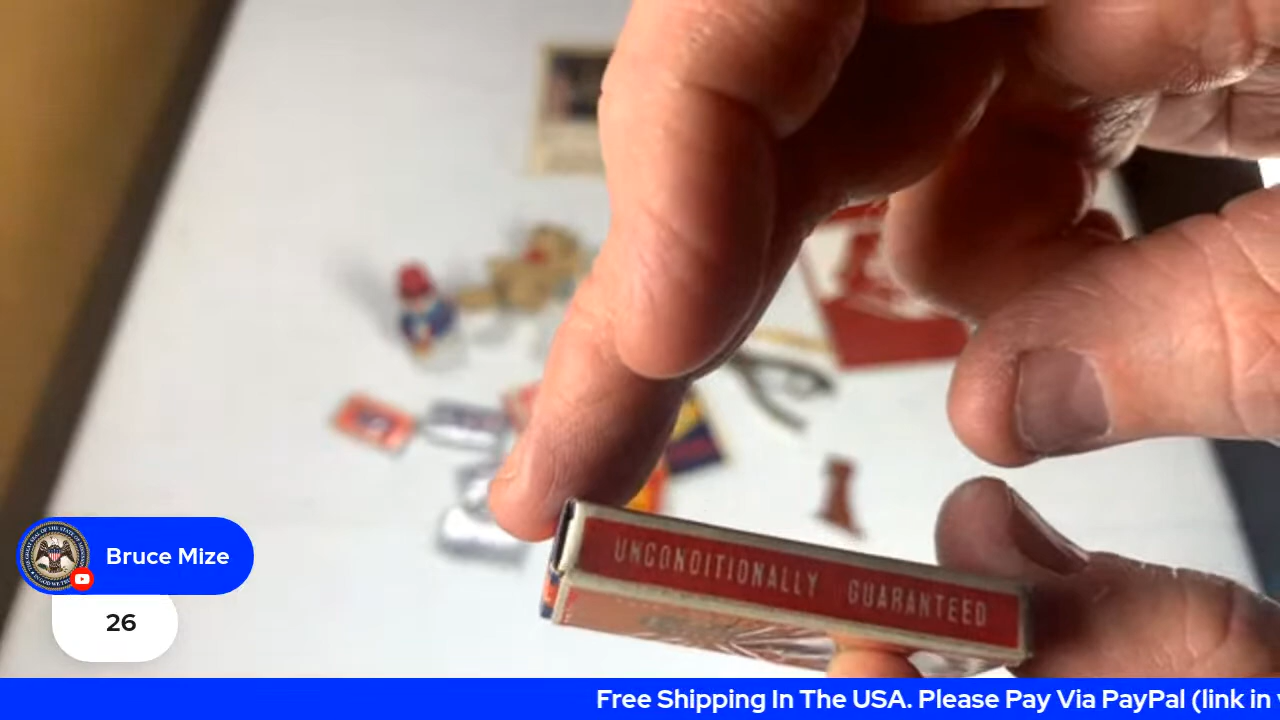 UNCONDITIONALLY GUARANTEED
Bruce Mize
26
Free Shipping In The USA. Please Pay Via PayPal (link in